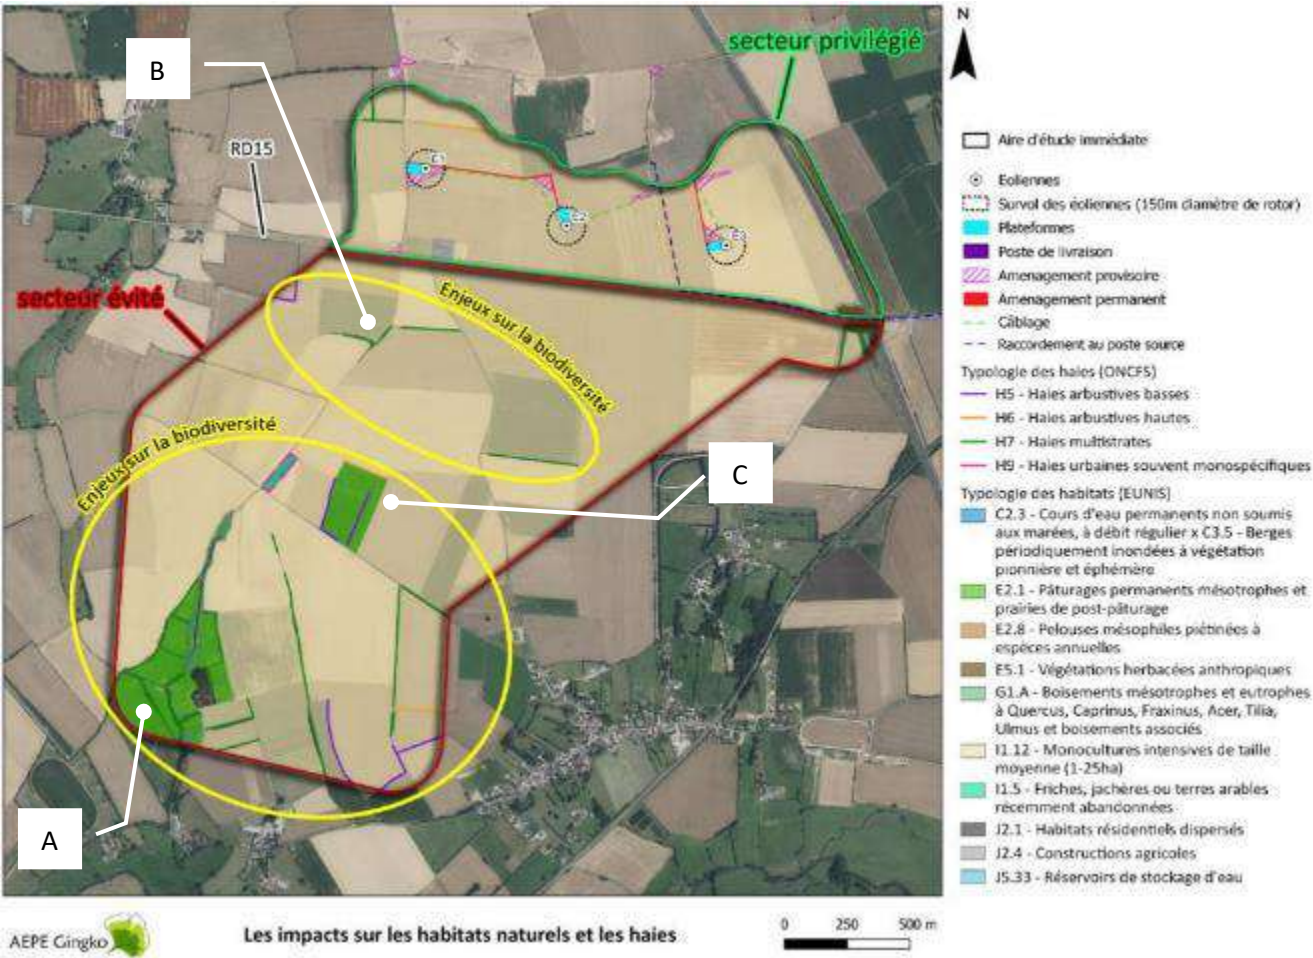 B
secteur privilégié
N
RD15
E1
E2
E3
secteur évité
Enjeux sur la biodiversité
Enjeux sur la biodiversité
C
A
Aire d'étude immédiate
Eoliennes
Survol des éoliennes (150m diamètre de rotor)
Plateformes
Poste de livraison
Amenagement provisoire
Amenagement permanent
Câblage
Raccordement au poste source
Typologie des haies (ONCFS)
H5 - Haies arbustives basses
H6 - Haies arbustives hautes
H7 - Haies multistrates
H9 - Haies urbaines souvent monospécifiques
Typologie des habitats (EUNIS)
C2.3 - Cours d'eau permanents non soumis
aux marées, à débit régulier x C3.5 - Berges
périodiquement inondées à végétation
pionnière et éphémère
E2.1 - Pâturages permanents mésotrophes et
prairies de post-pâturage
E2.8 - Pelouses mésophiles piétinées à
espèces annuelles
E5.1 - Végétations herbacées anthropiques
G1.A - Boisements mésotrophes et eutrophes
à Quercus, Carpinus, Fraxinus, Acer, Tilia,
Ulmus et boisements associés
I1.12 - Monocultures intensives de taille
moyenne (1-25ha)
I1.5 - Friches, jachères ou terres arables
récemment abandonnées
J2.1 - Habitats résidentiels dispersés
J2.4 - Constructions agricoles
J5.33 - Réservoirs de stockage d'eau
AEPE Gingko
Les impacts sur les habitats naturels et les haies
0 250 500 m